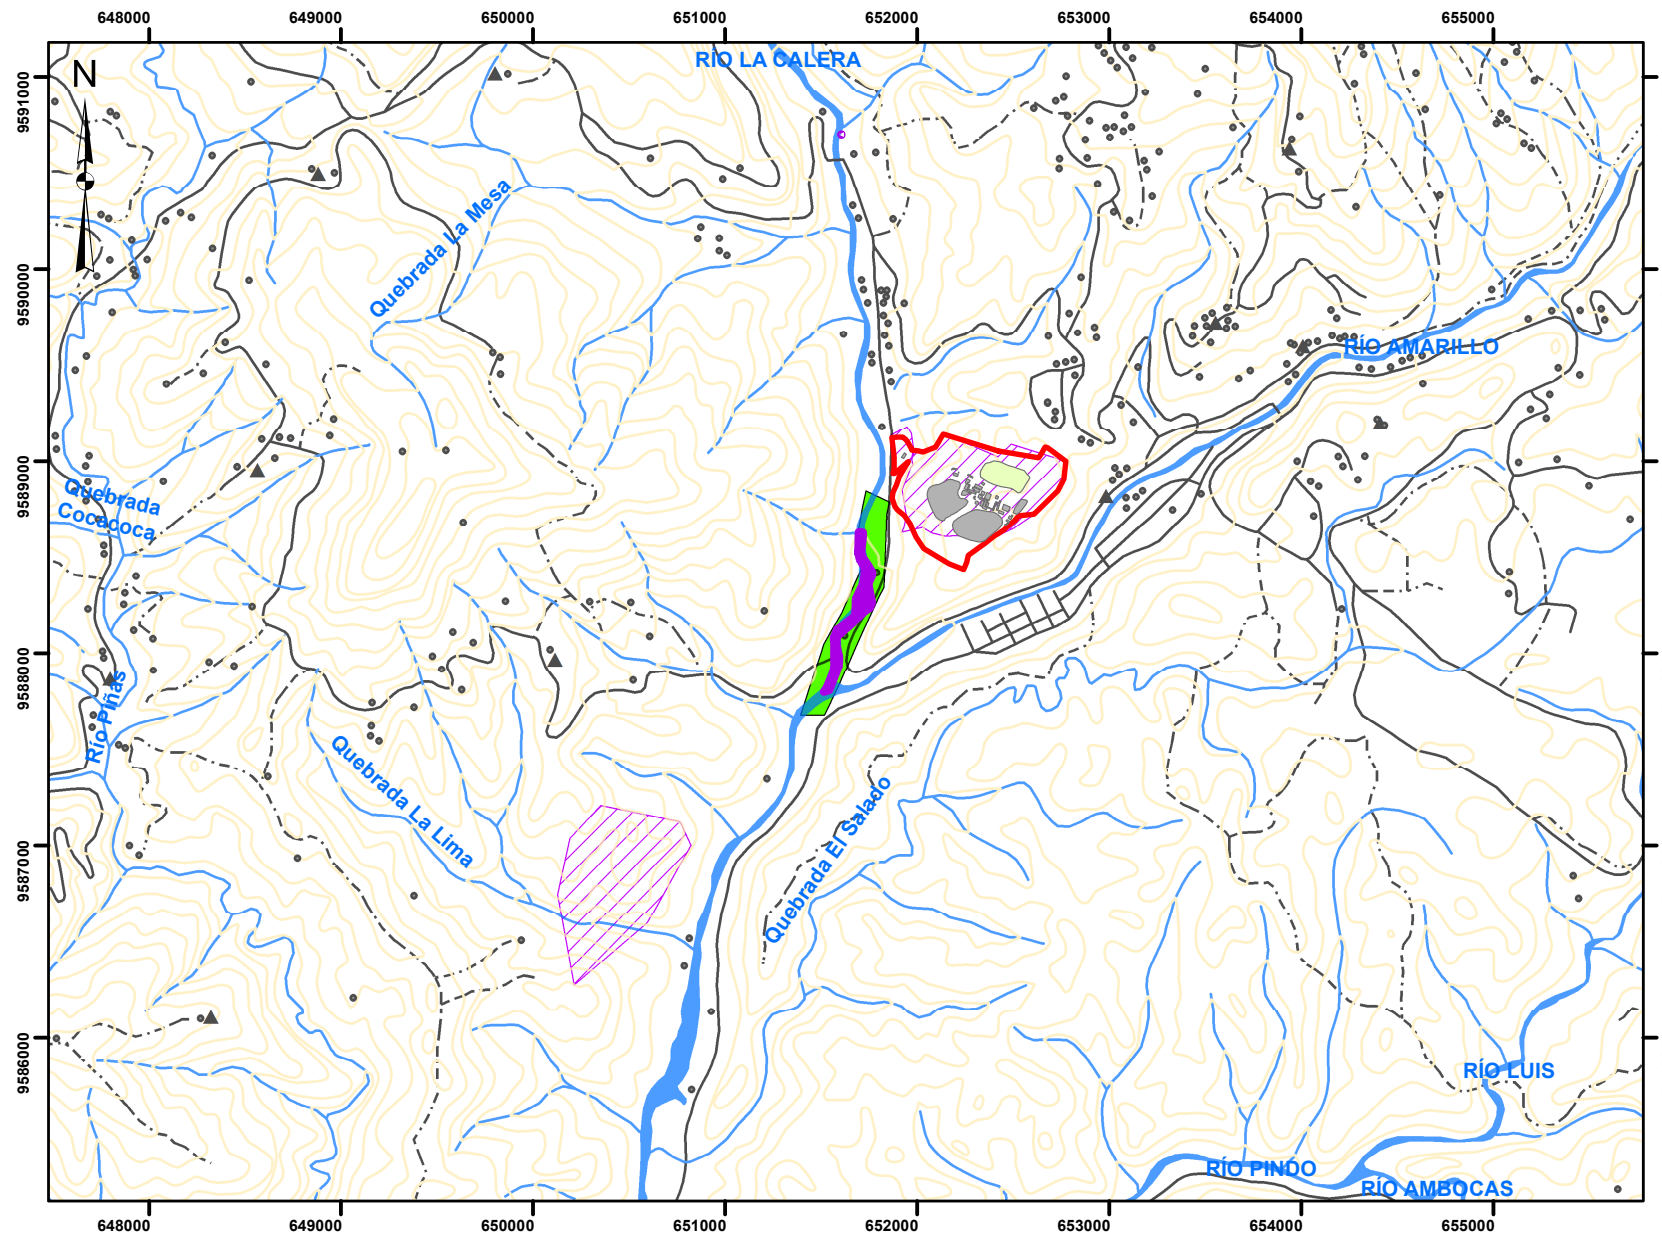 648000 649000 650000 651000 652000 653000 654000 655000
RÍO LA CALERA
N
9591000
Quebrada La Mesa
9590000
RÍO AMARILLO
9589000
Quebrada
Cocacoca
9588000
Río Piñas
Quebrada La Lima
Quebrada El Salado
9587000
9586000
RÍO LUIS
RÍO PINDO
RÍO AMBOCAS
648000 649000 650000 651000 652000 653000 654000 655000